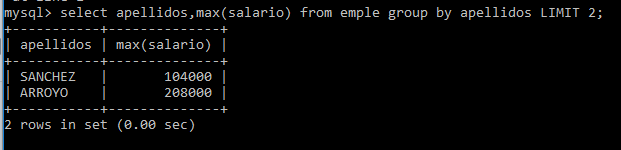 mysql> select apellidos,max(salario) from emple group by apellidos LIMIT 2;
+-----------+--------------+
| apellidos | max(salario) |
+-----------+--------------+
| SANCHEZ   |       104000 |
| ARROYO    |       208000 |
+-----------+--------------+
2 rows in set (0.00 sec)